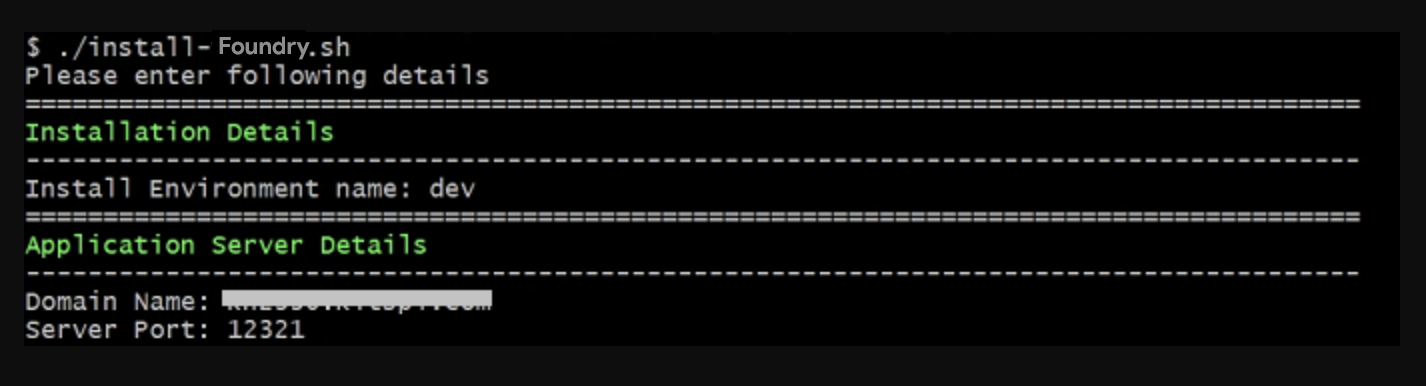 $ ./install-Foundry.sh
Please enter following details
======================================================================================
Installation Details
--------------------------------------------------------------------------------------
Install Environment name: dev
======================================================================================
Application Server Details
--------------------------------------------------------------------------------------
Domain Name:
Server Port: 12321